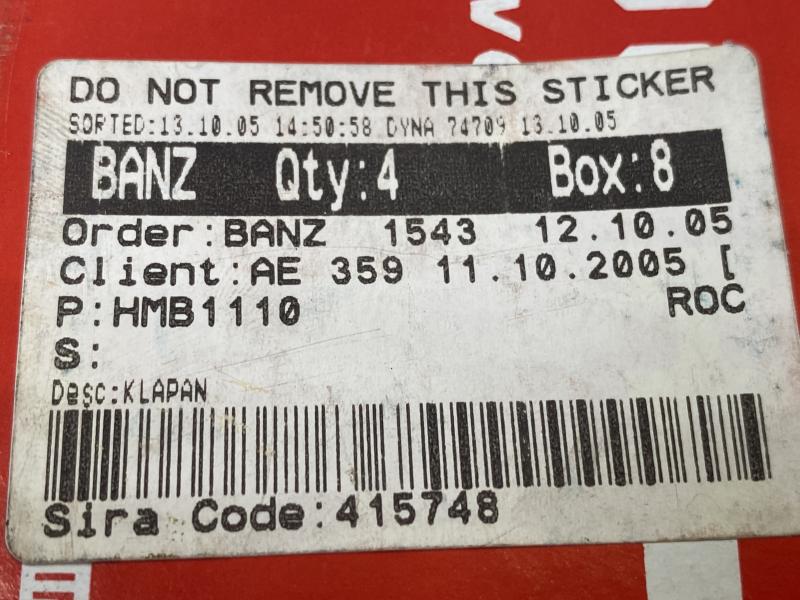 DO NOT REMOVE THIS STICKER
SORTED:13.10.05 14:50:58 DYNA 74709 13.10.05
BANZ Qty:4 Box:8
Order:BANZ 1543 12.10.05
Client:AE 359 11.10.2005 [
P:HMB1110 ROC
S:
Desc:KLAPAN
Sira Code:415748